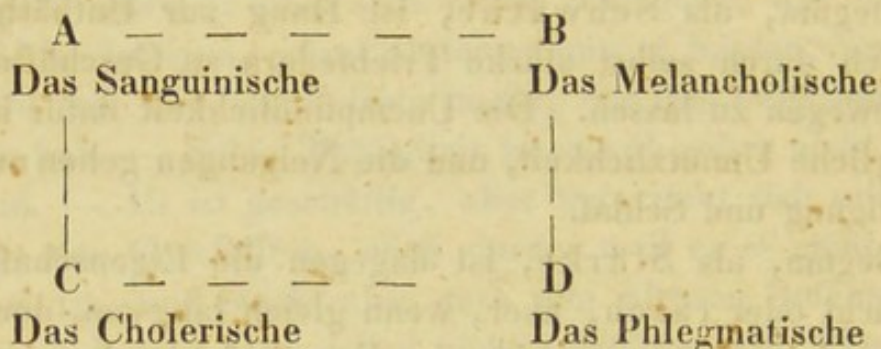 A — — — — — B
Das Sanguinische Das Melancholische
C — — — — D
Das Cholerische Das Phlegmatische